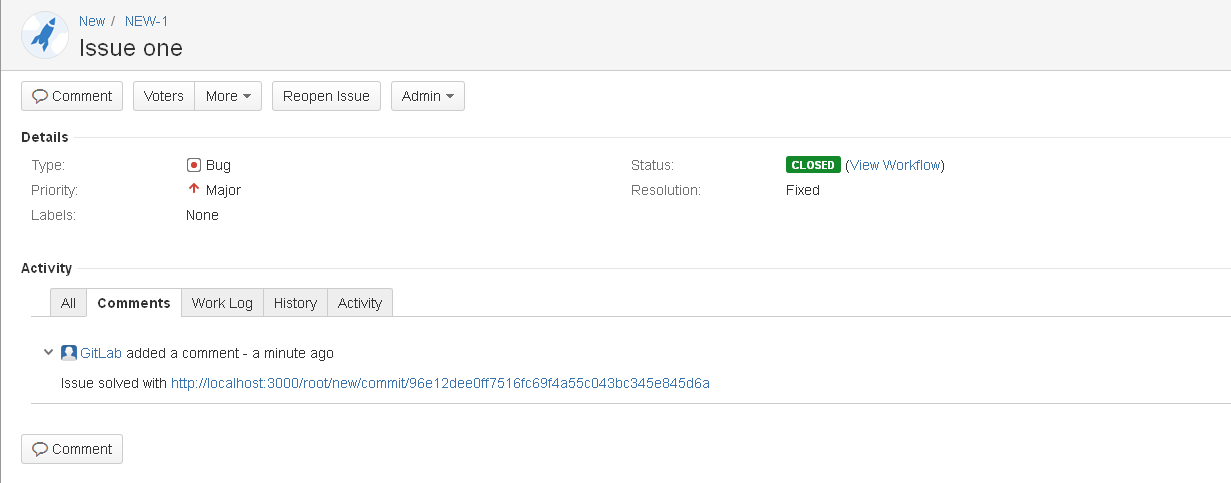 New / NEW-1
Issue one
Comment Voters More Reopen Issue Admin
Details
Type: Bug Status: CLOSED (View Workflow)
Priority: Major Resolution: Fixed
Labels: None
Activity
All Comments Work Log History Activity
GitLab added a comment - a minute ago
Issue solved with http://localhost:3000/root/new/commit/96e12dee0ff7516fc69f4a55c043bc345e845d6a
Comment